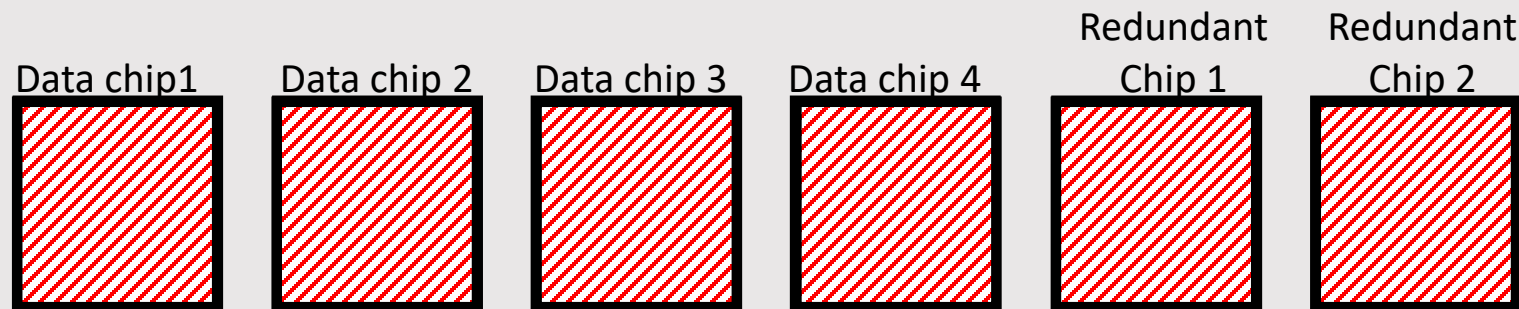 Data chip1
Data chip 2
Data chip 3
Data chip 4
Redundant
Chip 1
Redundant
Chip 2